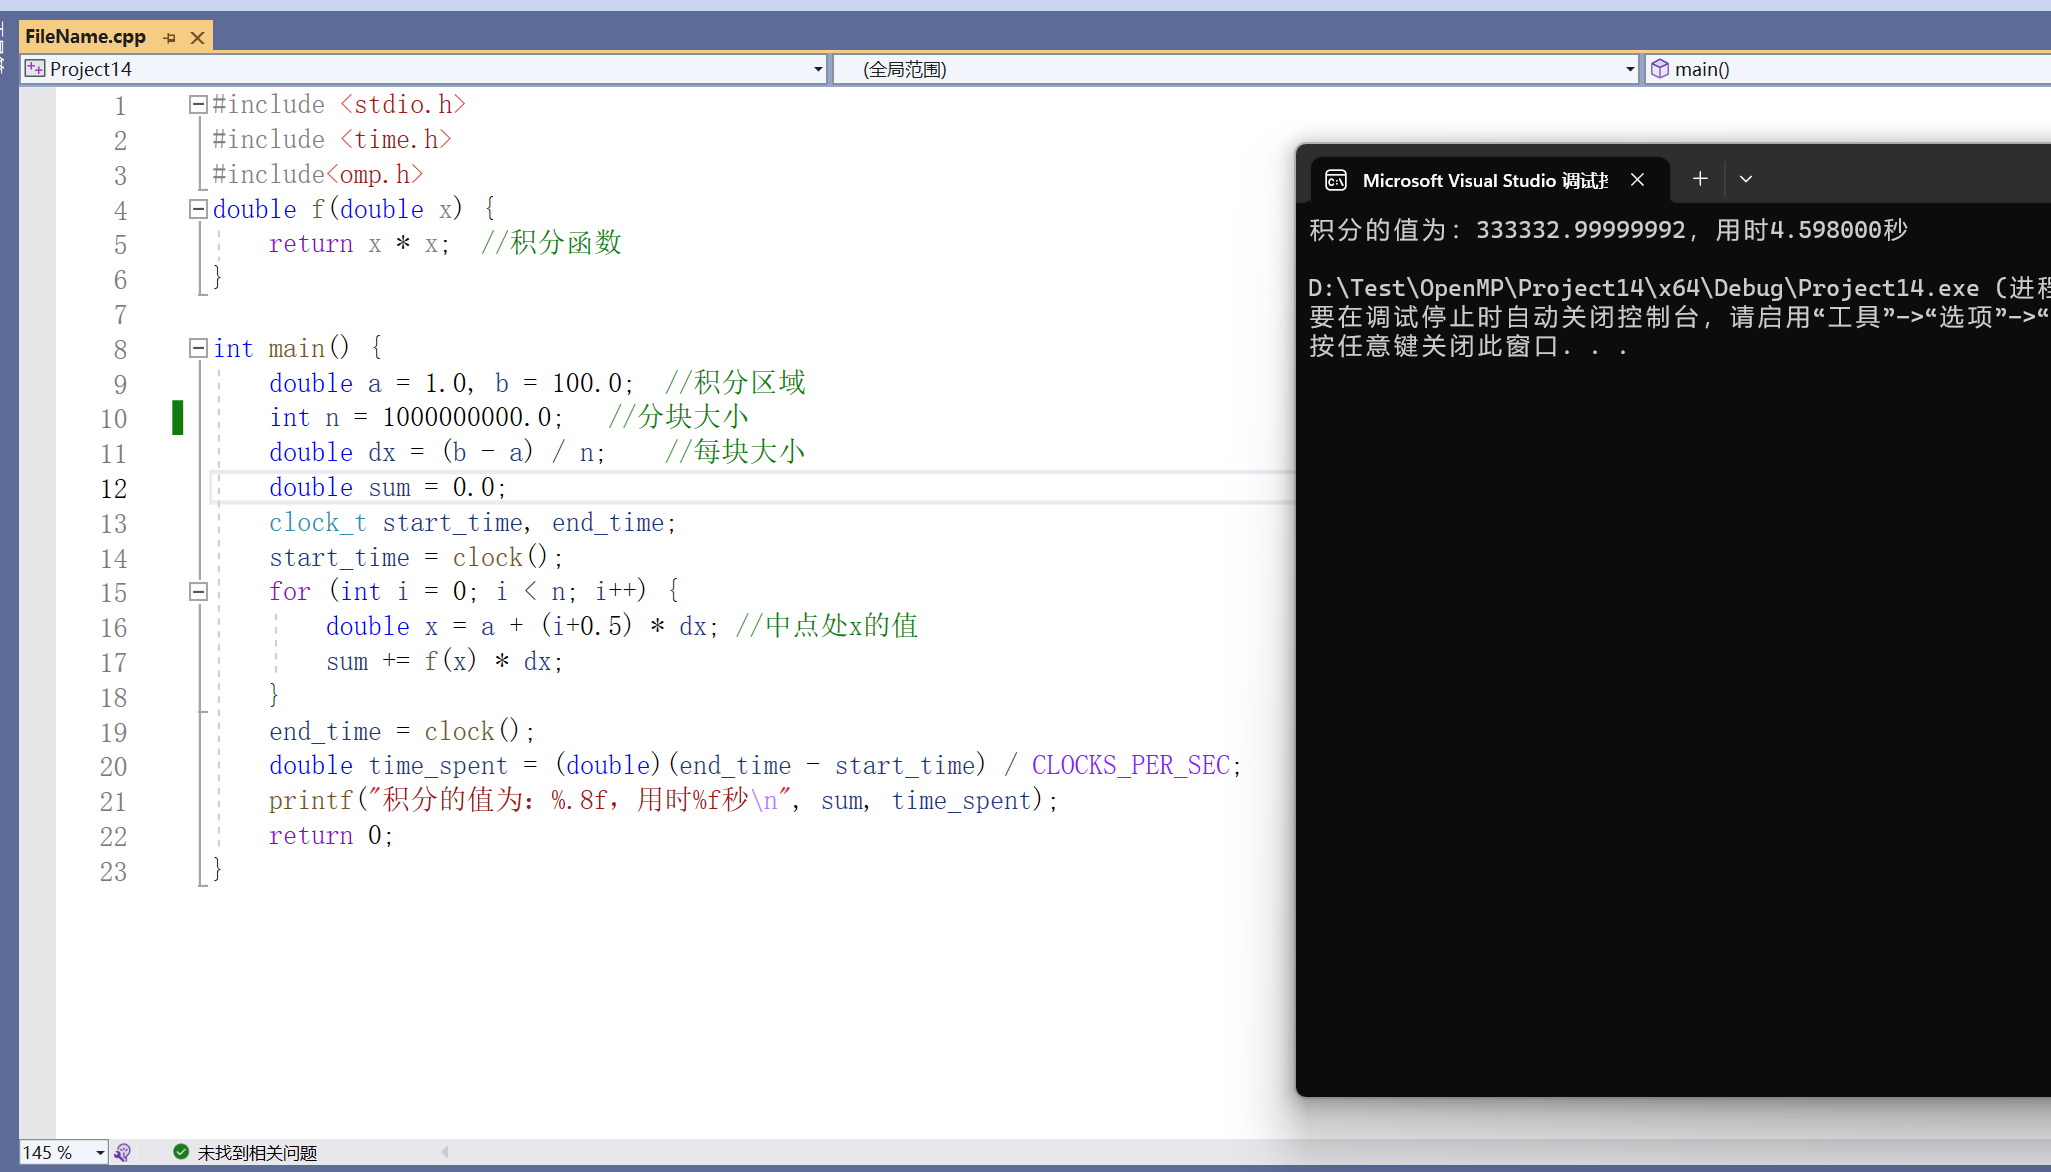 FileName.cpp
Project14
(全局范围)
main()
1 #include <stdio.h>
2 #include <time.h>
3 #include<omp.h>
4 double f(double x) {
5 return x * x; //积分函数
6 }
7
8 int main() {
9 double a = 1.0, b = 100.0; //积分区域
10 int n = 1000000000.0; //分块大小
11 double dx = (b - a) / n; //每块大小
12 double sum = 0.0;
13 clock_t start_time, end_time;
14 start_time = clock();
15 for (int i = 0; i < n; i++) {
16 double x = a + (i+0.5) * dx; //中点处x的值
17 sum += f(x) * dx;
18 }
19 end_time = clock();
20 double time_spent = (double)(end_time - start_time) / CLOCKS_PER_SEC;
21 printf("积分的值为：%.8f，用时%f秒\n", sum, time_spent);
22 return 0;
23 }
Microsoft Visual Studio 调试
积分的值为：333332.99999992，用时4.598000秒
D:\Test\OpenMP\Project14\x64\Debug\Project14.exe (进程
要在调试停止时自动关闭控制台，请启用“工具”->“选项”->“
按任意键关闭此窗口. . .
145 %
未找到相关问题